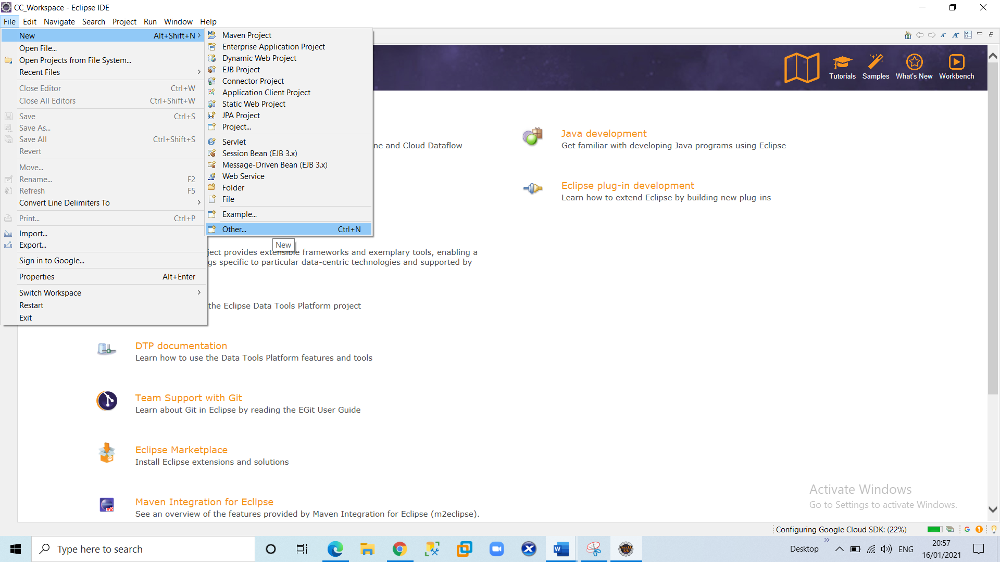 CC_Workspace - Eclipse IDE
File Edit Navigate Search Project Run Window Help
New Alt+Shift+N
Open File...
Open Projects from File System...
Recent Files
Close Editor Ctrl+W
Close All Editors Ctrl+Shift+W
Save Ctrl+S
Save As...
Save All Ctrl+Shift+S
Revert
Move...
Rename... F2
Refresh F5
Convert Line Delimiters To
Print... Ctrl+P
Import...
Export...
Sign in to Google...
Properties Alt+Enter
Switch Workspace
Restart
Exit
Maven Project
Enterprise Application Project
Dynamic Web Project
EJB Project
Connector Project
Application Client Project
Static Web Project
JPA Project
Project...
Servlet
Session Bean (EJB 3.x)
Message-Driven Bean (EJB 3.x)
Web Service
Folder
File
Example...
Other... Ctrl+N
New
Tutorials Samples What's New Workbench
ne and Cloud Dataflow
Java development
Get familiar with developing Java programs using Eclipse
Eclipse plug-in development
Learn how to extend Eclipse by building new plug-ins
ject provides extensible frameworks and exemplary tools, enabling a
gs specific to particular data-centric technologies and supported by
the Eclipse Data Tools Platform project
DTP documentation
Learn how to use the Data Tools Platform features and tools
Team Support with Git
Learn about Git in Eclipse by reading the EGit User Guide
Eclipse Marketplace
Install Eclipse extensions and solutions
Maven Integration for Eclipse
See an overview of the features provided by Maven Integration for Eclipse (m2eclipse).
Activate Windows
Go to Settings to activate Windows.
Configuring Google Cloud SDK: (22%)
Type here to search
Desktop
ENG
20:57
16/01/2021